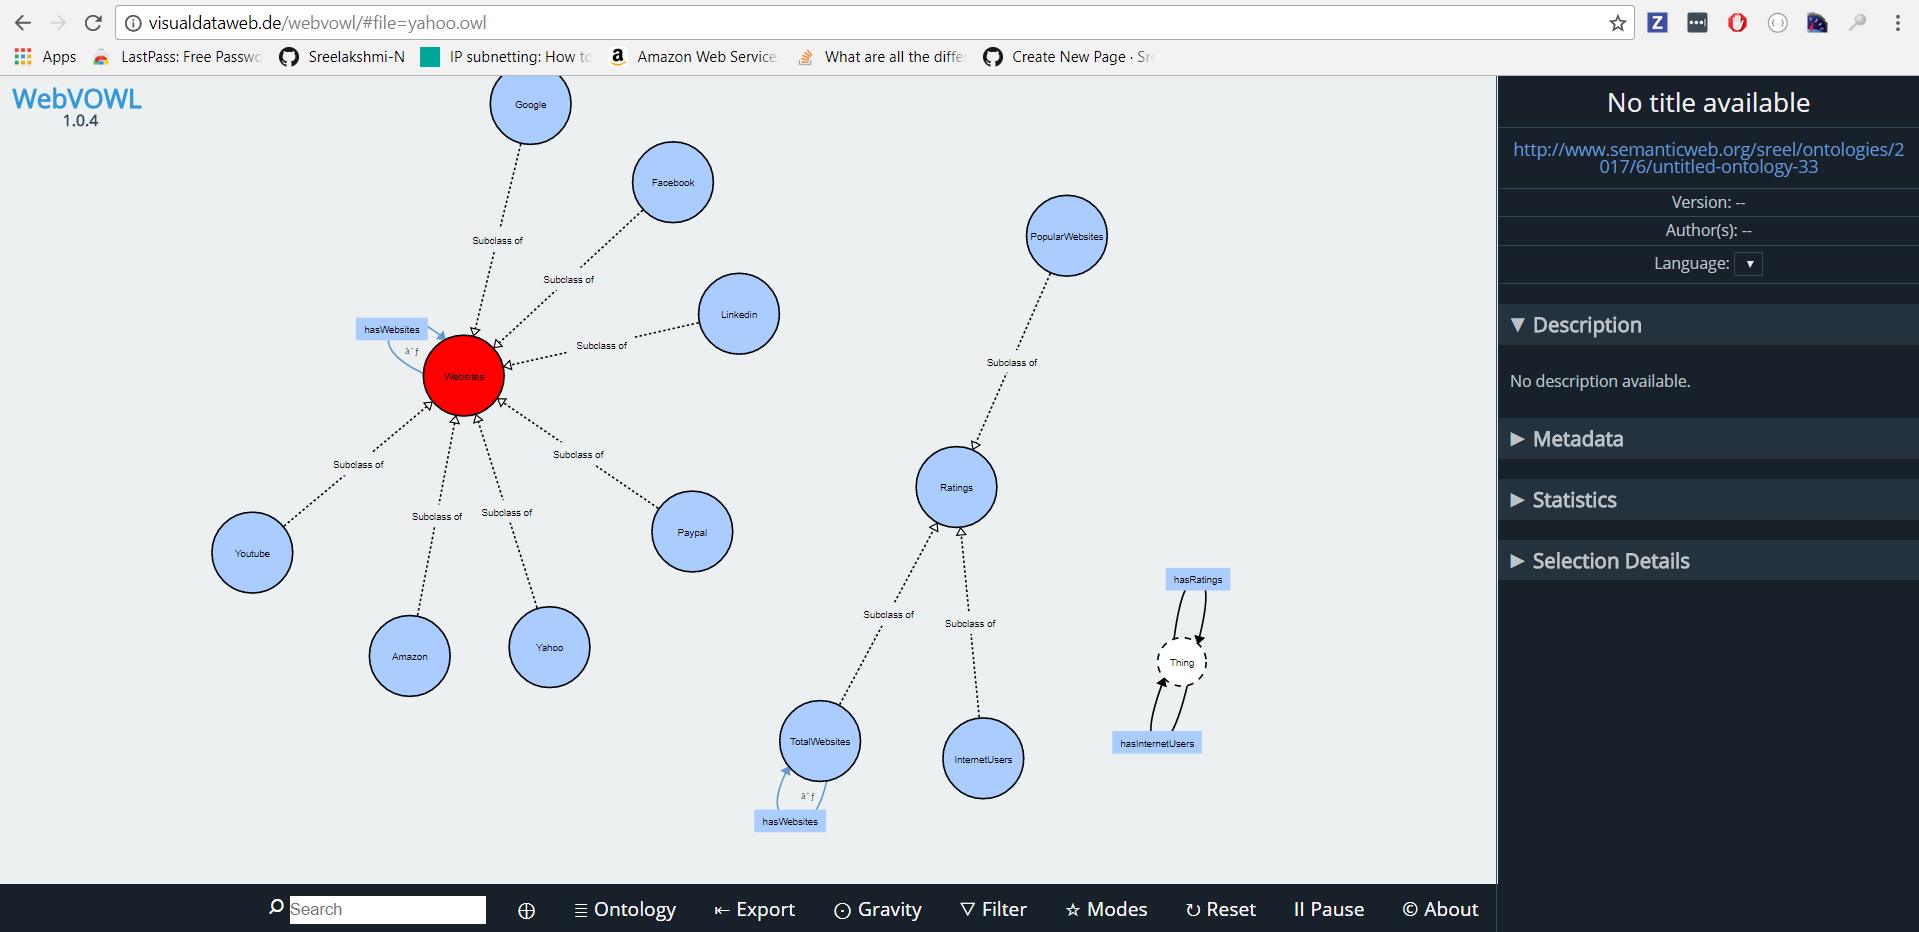 visualdataweb.de/webvowl/#file=yahoo.owl
Apps
LastPass: Free Passwo
Sreelakshmi-N
IP subnetting: How to
Amazon Web Service
What are all the diffe
Create New Page · Sre
WebVOWL
1.0.4
Google
Facebook
Subclass of
Subclass of
Linkedin
hasWebsites
Subclass of
âˆƒ
Websites
Subclass of
Subclass of
Subclass of
Subclass of
Youtube
Paypal
Amazon
Yahoo
PopularWebsites
Subclass of
Ratings
Subclass of
Subclass of
TotalWebsites
InternetUsers
âˆƒ
hasWebsites
hasRatings
Thing
hasInternetUsers
No title available
http://www.semanticweb.org/sreel/ontologies/2
017/6/untitled-ontology-33
Version: --
Author(s): --
Language:
Description
No description available.
Metadata
Statistics
Selection Details
Search
Ontology
Export
Gravity
Filter
Modes
Reset
Pause
© About